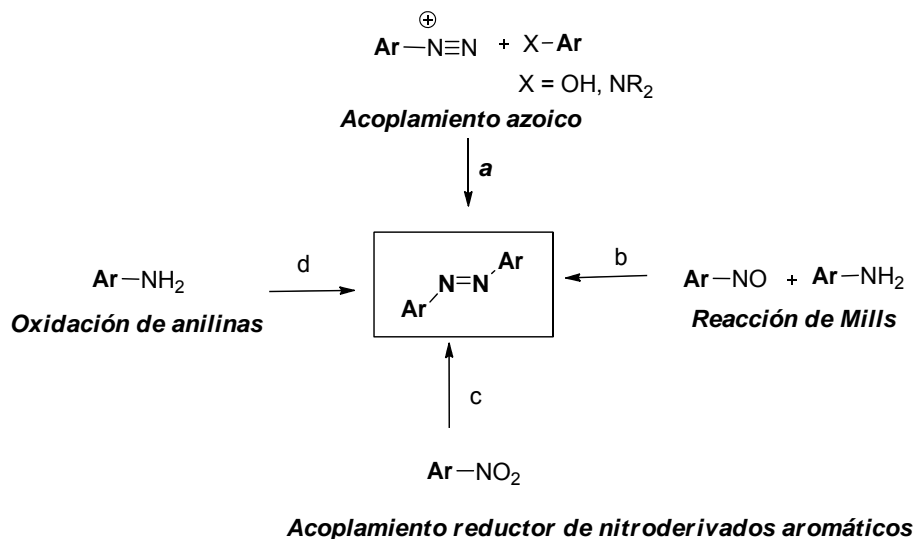 ⊕
Ar—N≡N + X—Ar
X = OH, NR2
Acoplamiento azoico
a
Ar—NH2
d
Oxidación de anilinas
Ar
N=N
Ar
b
Ar—NO + Ar—NH2
Reacción de Mills
c
Ar—NO2
Acoplamiento reductor de nitroderivados aromáticos